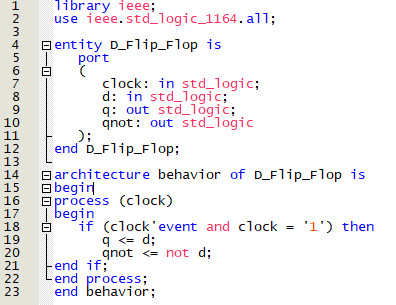 1 library ieee;
2 use ieee.std_logic_1164.all;
3
4 entity D_Flip_Flop is
5 port
6 (
7 clock: in std_logic;
8 d: in std_logic;
9 q: out std_logic;
10 qnot: out std_logic
11 );
12 end D_Flip_Flop;
13
14 architecture behavior of D_Flip_Flop is
15 begin
16 process (clock)
17 begin
18 if (clock'event and clock = '1') then
19 q <= d;
20 qnot <= not d;
21 end if;
22 end process;
23 end behavior;